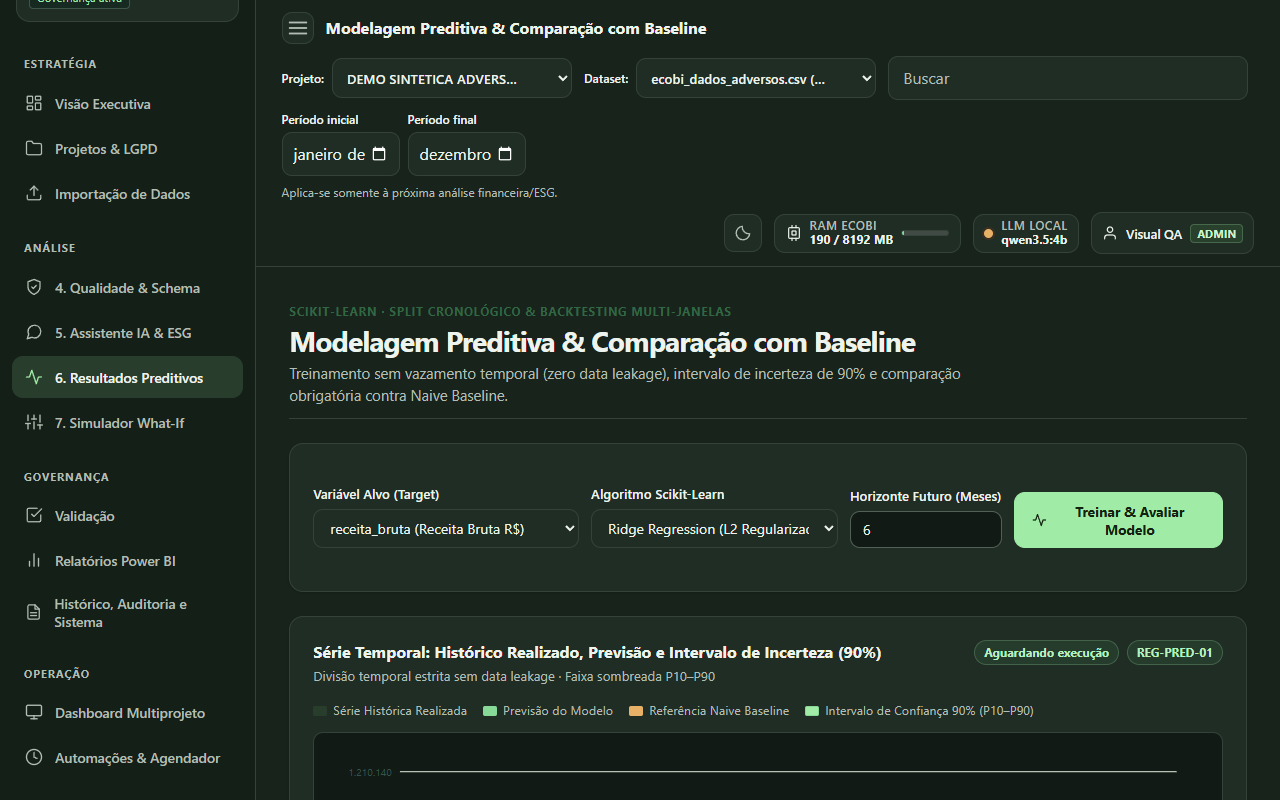 Governança ativa
ESTRATÉGIA
Visão Executiva
Projetos & LGPD
Importação de Dados
ANÁLISE
4. Qualidade & Schema
5. Assistente IA & ESG
6. Resultados Preditivos
7. Simulador What-If
GOVERNANÇA
Validação
Relatórios Power BI
Histórico, Auditoria e
Sistema
OPERAÇÃO
Dashboard Multiprojeto
Automações & Agendador
Modelagem Preditiva & Comparação com Baseline
Projeto:
DEMO SINTETICA ADVERS...
Dataset:
ecobi_dados_adversos.csv (...
Buscar
Período inicial
Período final
janeiro de
dezembro
Aplica-se somente à próxima análise financeira/ESG.
RAM ECOBI
190 / 8192 MB
LLM LOCAL
qwen3.5:4b
Visual QA
ADMIN
SCIKIT-LEARN · SPLIT CRONOLÓGICO & BACKTESTING MULTI-JANELAS
Modelagem Preditiva & Comparação com Baseline
Treinamento sem vazamento temporal (zero data leakage), intervalo de incerteza de 90% e comparação
obrigatória contra Naive Baseline.
Variável Alvo (Target)
receita_bruta (Receita Bruta R$)
Algoritmo Scikit-Learn
Ridge Regression (L2 Regularizad
Horizonte Futuro (Meses)
6
Treinar & Avaliar
Modelo
Série Temporal: Histórico Realizado, Previsão e Intervalo de Incerteza (90%)
Aguardando execução
REG-PRED-01
Divisão temporal estrita sem data leakage · Faixa sombreada P10–P90
Série Histórica Realizada
Previsão do Modelo
Referência Naive Baseline
Intervalo de Confiança 90% (P10–P90)
1.210.140